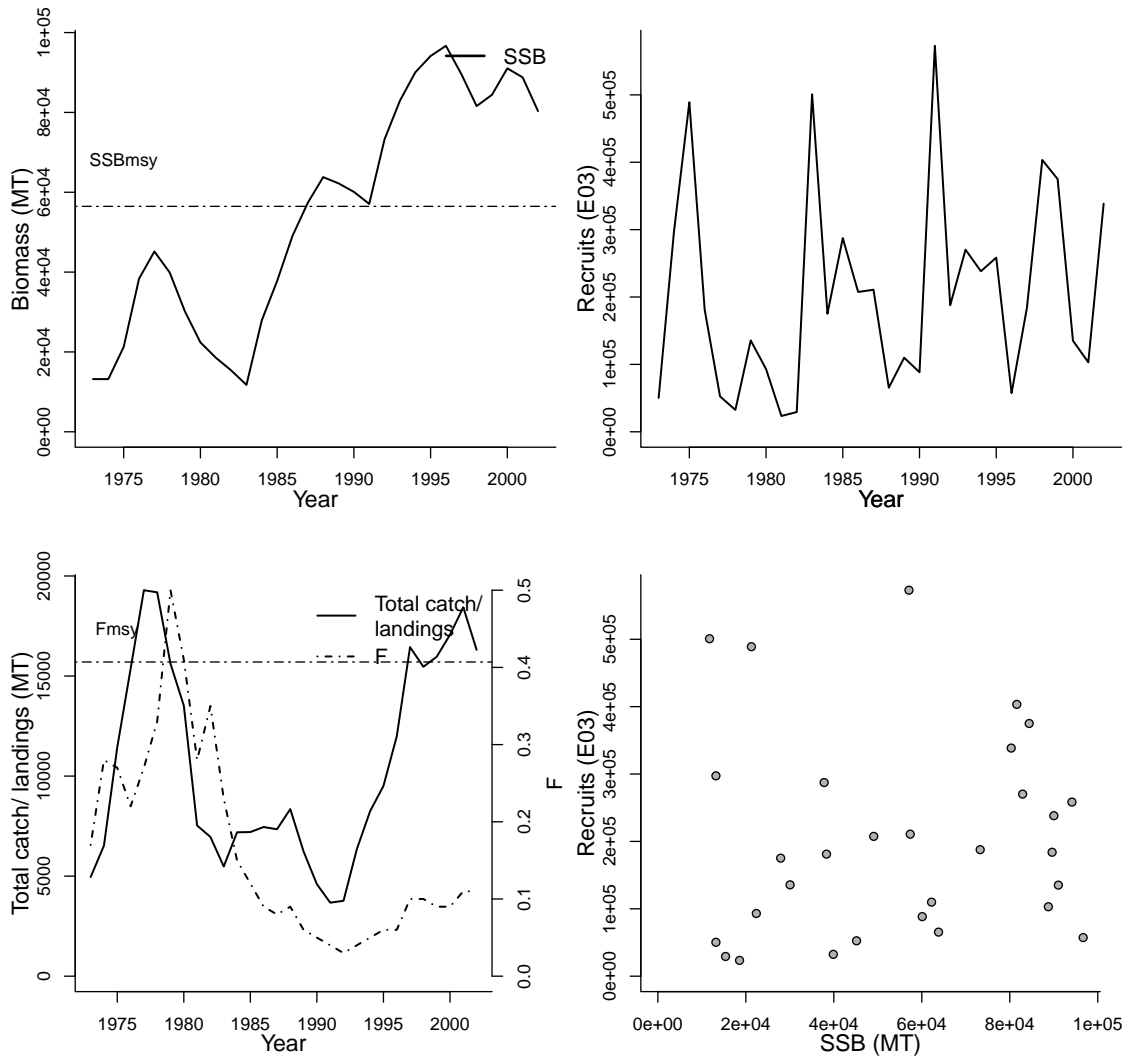 Biomass (MT)
1e+05
8e+04
6e+04
4e+04
2e+04
0e+00
SSB
SSBmsy
1975 1980 1985 1990 1995 2000
Year
Recruits (E03)
5e+05
4e+05
3e+05
2e+05
1e+05
0e+00
1975 1980 1985 1990 1995 2000
Year
Total catch/ landings (MT)
20000
15000
10000
5000
0
Fmsy
Total catch/
landings
F
0.5
0.4
0.3
0.2
0.1
0.0
F
1975 1980 1985 1990 1995 2000
Year
Recruits (E03)
5e+05
4e+05
3e+05
2e+05
1e+05
0e+00
0e+00 2e+04 4e+04 6e+04 8e+04 1e+05
SSB (MT)